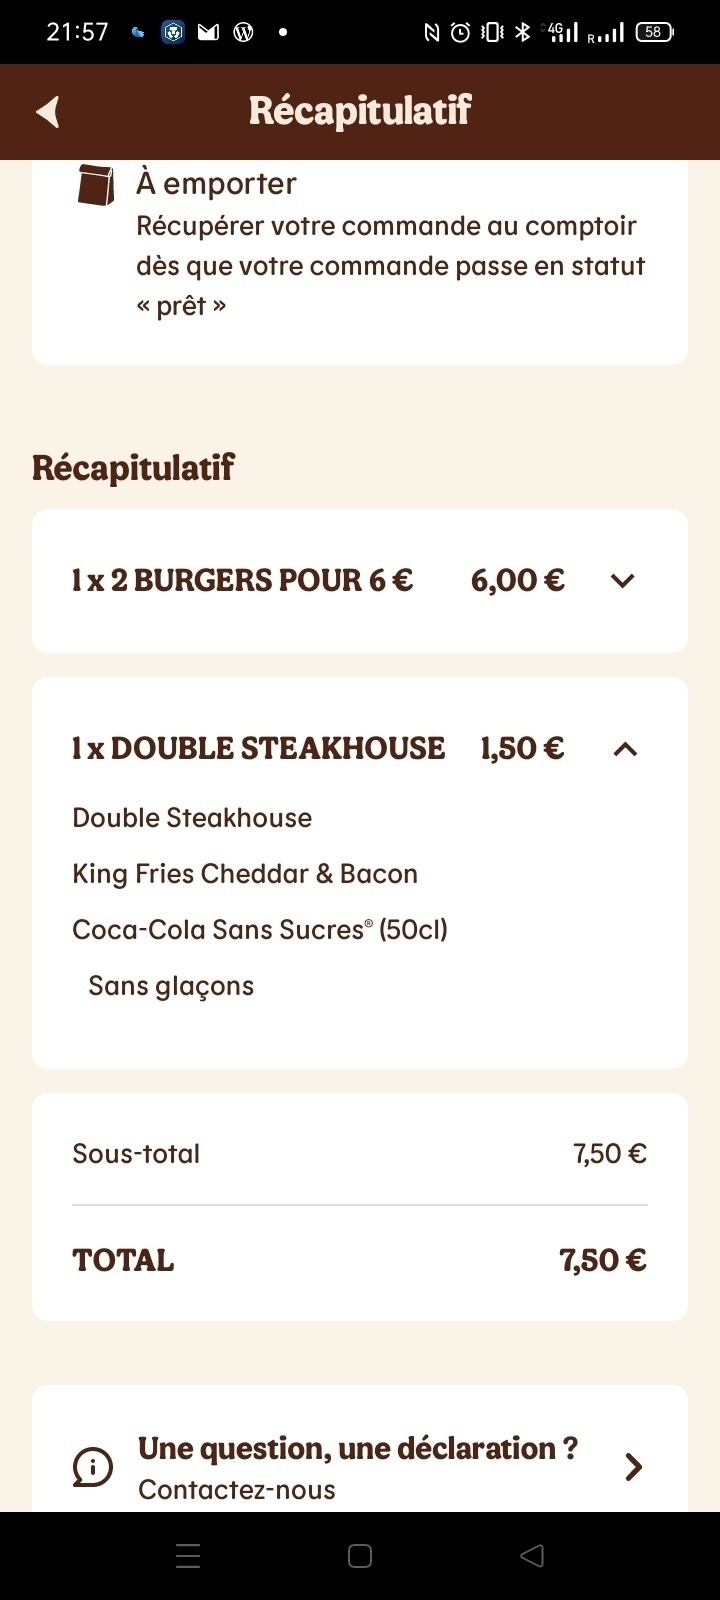 21:57
4G
R
58
Récapitulatif
À emporter
Récupérer votre commande au comptoir
dès que votre commande passe en statut
« prêt »
Récapitulatif
1 x 2 BURGERS POUR 6 € 6,00 €
1 x DOUBLE STEAKHOUSE 1,50 €
Double Steakhouse
King Fries Cheddar & Bacon
Coca-Cola Sans Sucres® (50cl)
Sans glaçons
Sous-total 7,50 €
TOTAL 7,50 €
Une question, une déclaration ?
Contactez-nous